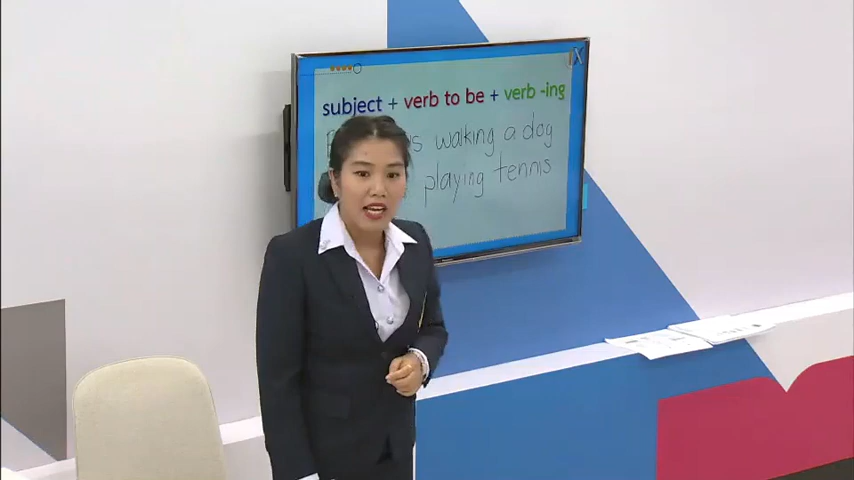 subject + verb to be + verb -ing
walking a dog
playing tennis